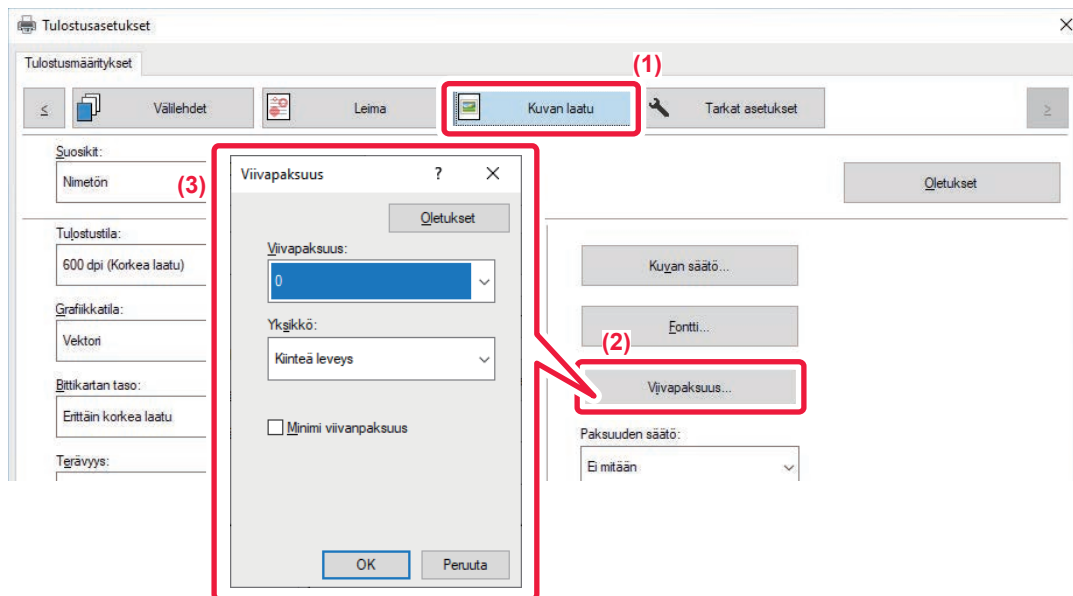 Tulostusasetukset
Tulostusmääritykset
(1)
≤ Välilehdet Leima Kuvan laatu Tarkat asetukset ≥
Suosikit:
Nimetön
Oletukset
(3)
Viivapaksuus ? ×
Oletukset
Viivapaksuus:
0
Yksikkö:
Kiinteä leveys
Minimi viivanpaksuus
OK Peruuta
Tulostustila:
600 dpi (Korkea laatu)
Grafiikkatila:
Vektori
Bittikartan taso:
Erittäin korkea laatu
Terävyys:
Kuvan säätö...
Fontti...
(2)
Viivapaksuus...
Paksuuden säätö:
Ei mitään